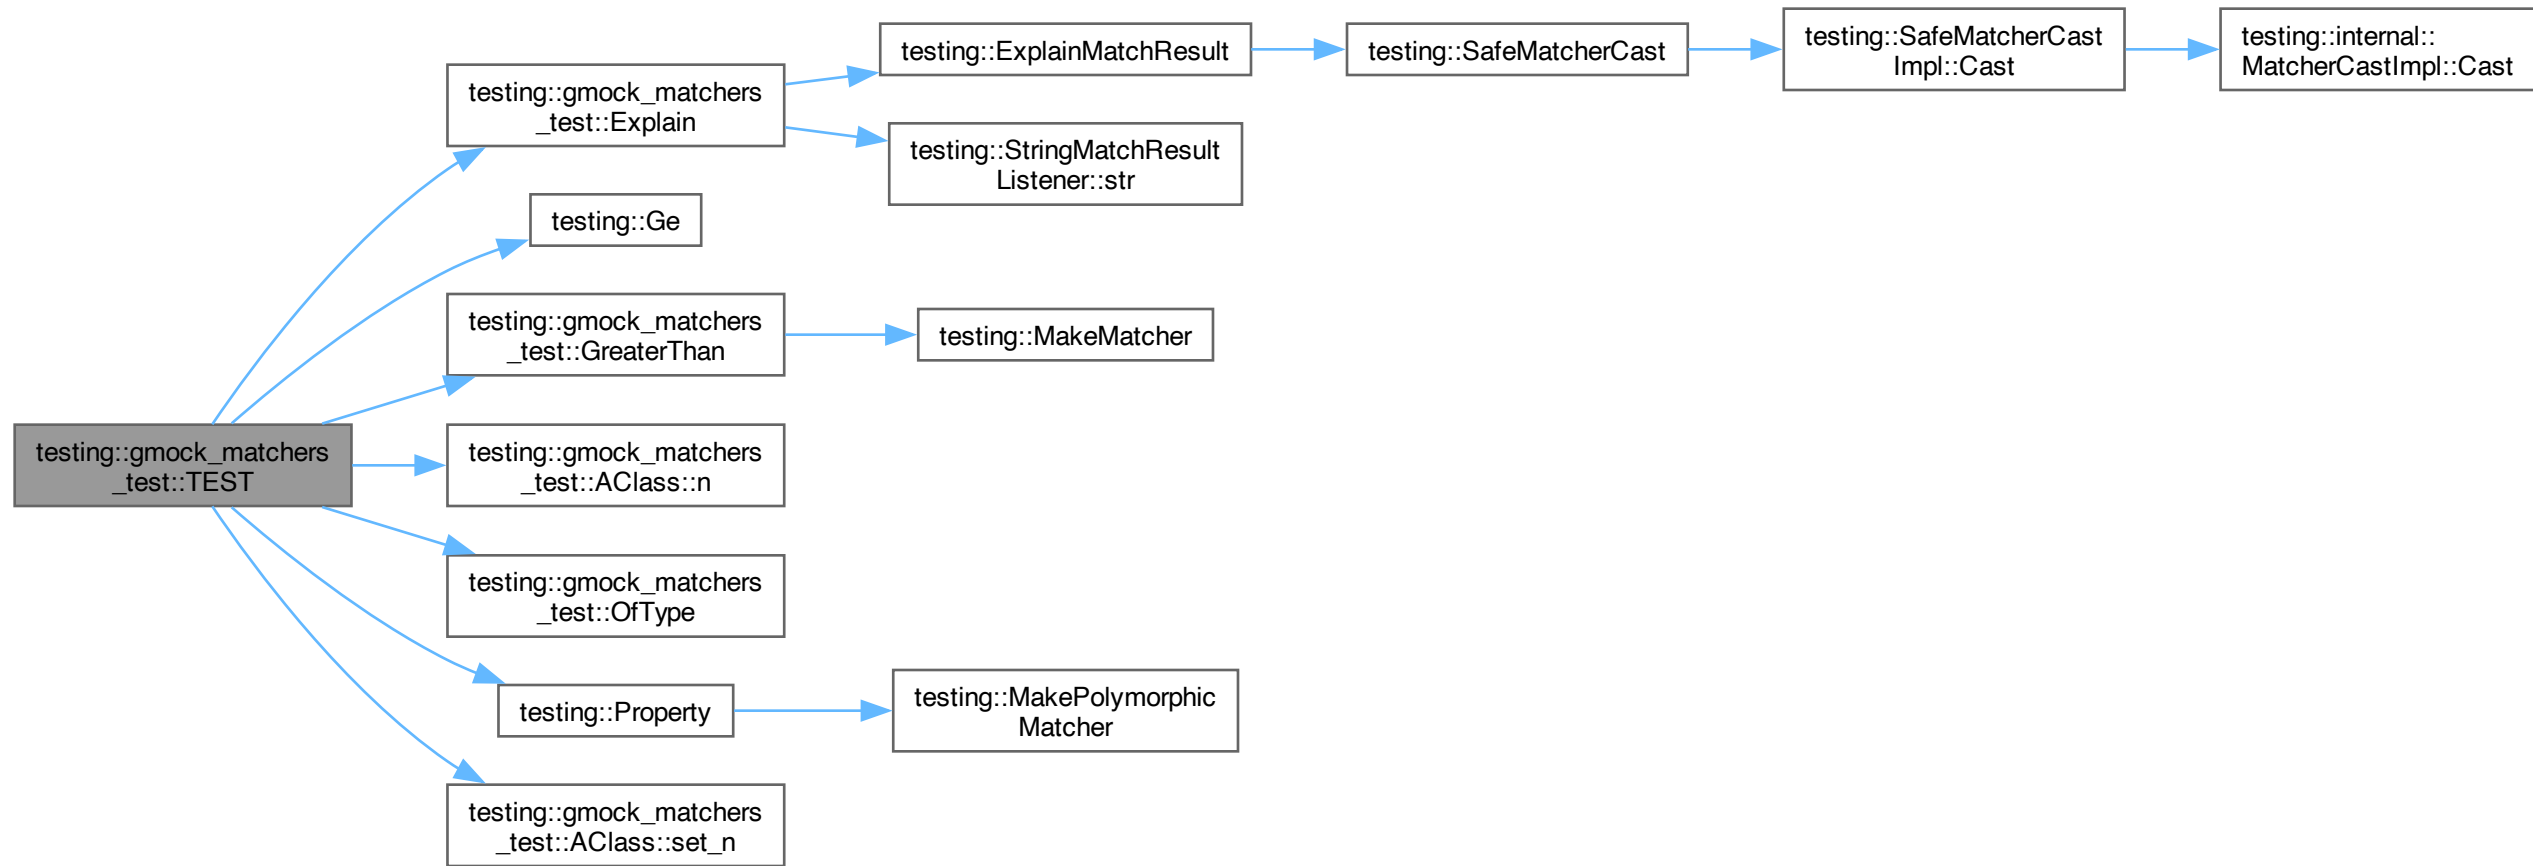 testing::gmock_matchers
_test::TEST
testing::gmock_matchers
_test::Explain
testing::ExplainMatchResult
testing::SafeMatcherCast
testing::SafeMatcherCast
Impl::Cast
testing::internal::
MatcherCastImpl::Cast
testing::StringMatchResult
Listener::str
testing::Ge
testing::gmock_matchers
_test::GreaterThan
testing::MakeMatcher
testing::gmock_matchers
_test::AClass::n
testing::gmock_matchers
_test::OfType
testing::Property
testing::MakePolymorphic
Matcher
testing::gmock_matchers
_test::AClass::set_n